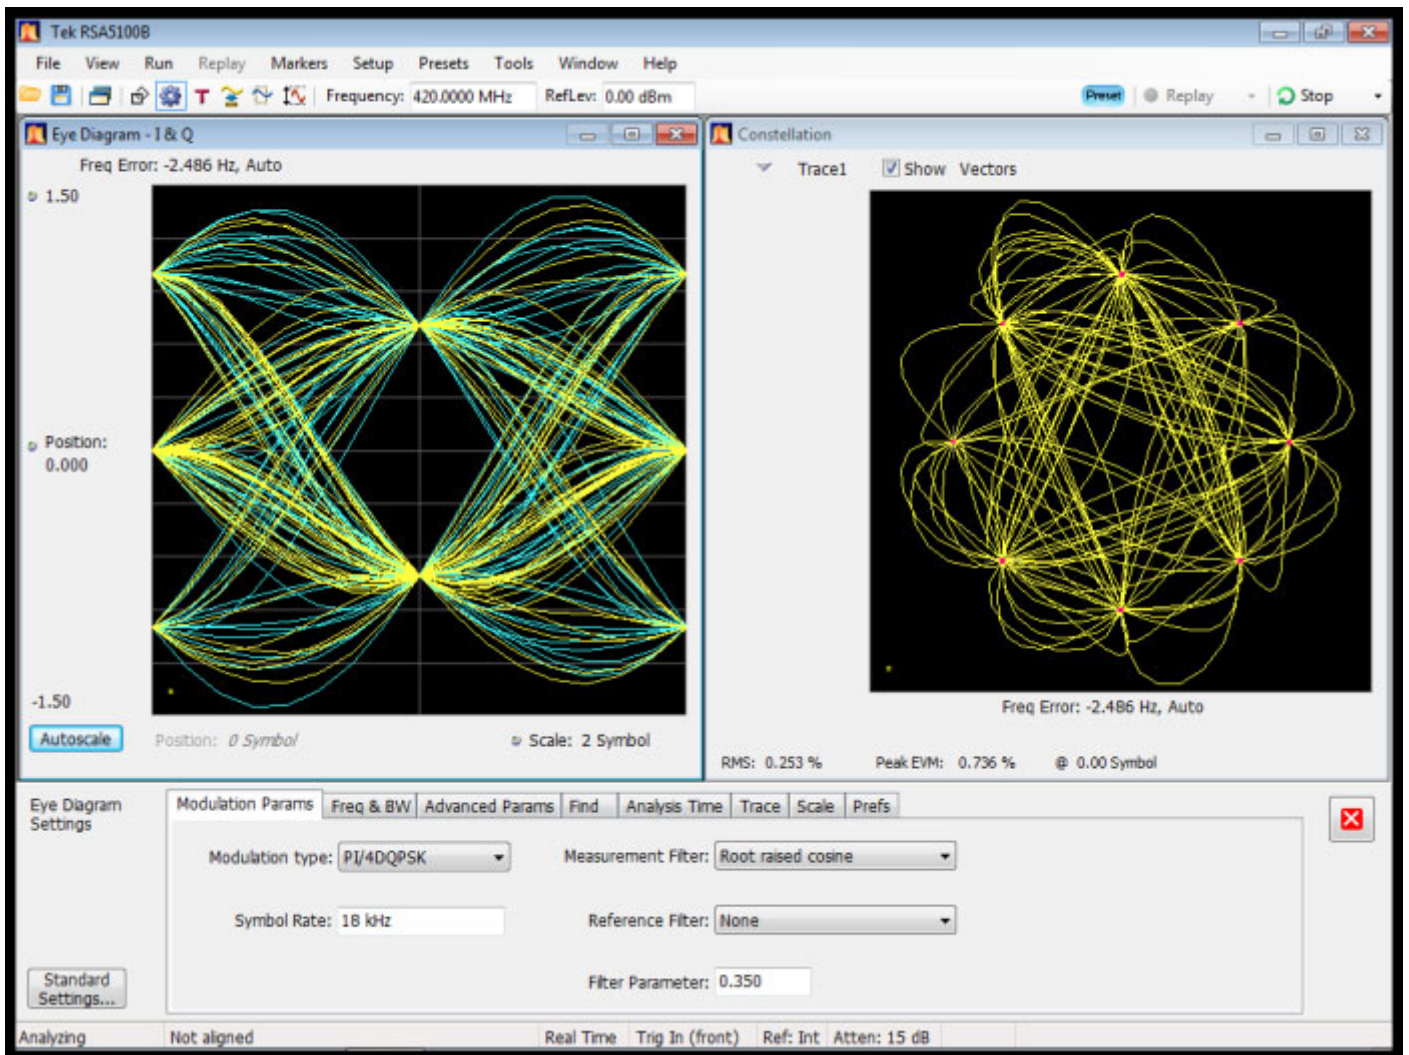 Tek RSA5100B
File View Run Replay Markers Setup Presets Tools Window Help
Frequency: 420.0000 MHz RefLev: 0.00 dBm Preset Replay Stop
Eye Diagram - I & Q
Freq Error: -2.486 Hz, Auto
1.50
Position:
0.000
-1.50
Autoscale Position: 0 Symbol Scale: 2 Symbol
Constellation
Trace1 Show Vectors
Freq Error: -2.486 Hz, Auto
RMS: 0.253 % Peak EVM: 0.736 % @ 0.00 Symbol
Eye Diagram
Settings
Modulation Params Freq & BW Advanced Params Find Analysis Time Trace Scale Prefs
Modulation type: PI/4DQPSK Measurement Filter: Root raised cosine
Symbol Rate: 18 kHz Reference Filter: None
Filter Parameter: 0.350
Standard
Settings...
Analyzing Not aligned Real Time Trig In (front) Ref: Int Atten: 15 dB